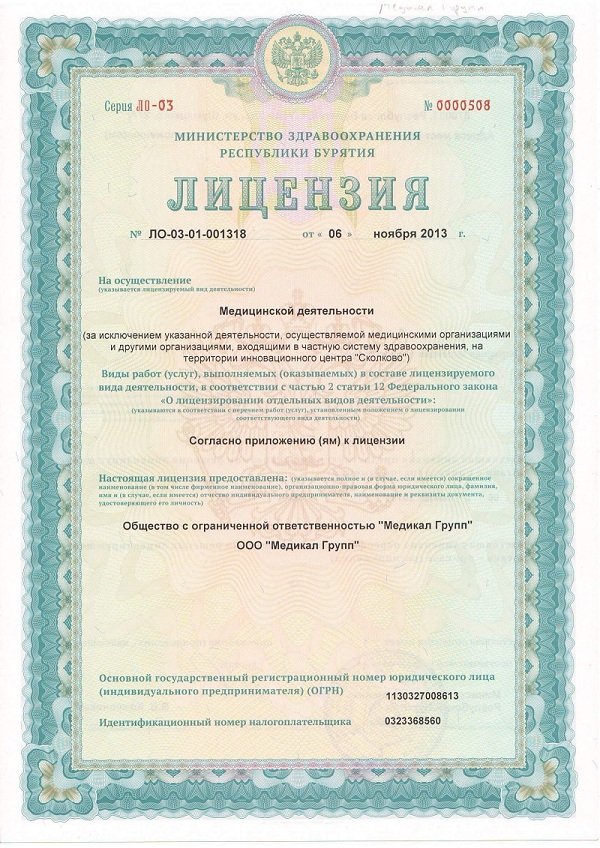 Медикал Групп
Серия ЛО-03
№ 0000508
МИНИСТЕРСТВО ЗДРАВООХРАНЕНИЯ
РЕСПУБЛИКИ БУРЯТИЯ
ЛИЦЕНЗИЯ
№ ЛО-03-01-001318 от « 06 » ноября 2013 г.
На осуществление
(указывается лицензируемый вид деятельности)
Медицинской деятельности
(за исключением указанной деятельности, осуществляемой медицинскими организациями
и другими организациями, входящими в частную систему здравоохранения, на
территории инновационного центра "Сколково")
Виды работ (услуг), выполняемых (оказываемых) в составе лицензируемого
вида деятельности, в соответствии с частью 2 статьи 12 Федерального закона
«О лицензировании отдельных видов деятельности»:
(указываются в соответствии с перечнем работ (услуг), установленным положением о лицензировании
соответствующего вида деятельности)
Согласно приложению (ям) к лицензии
Настоящая лицензия предоставлена: (указывается полное и (в случае, если имеется) сокращенное
наименование (в том числе фирменное наименование), организационно-правовая форма юридического лица, фамилия,
имя и (в случае, если имеется) отчество индивидуального предпринимателя, наименование и реквизиты документа,
удостоверяющего его личность)
Общество с ограниченной ответственностью "Медикал Групп"
ООО "Медикал Групп"
Основной государственный регистрационный номер юридического лица
(индивидуального предпринимателя) (ОГРН) 1130327008613
Идентификационный номер налогоплательщика 0323368560